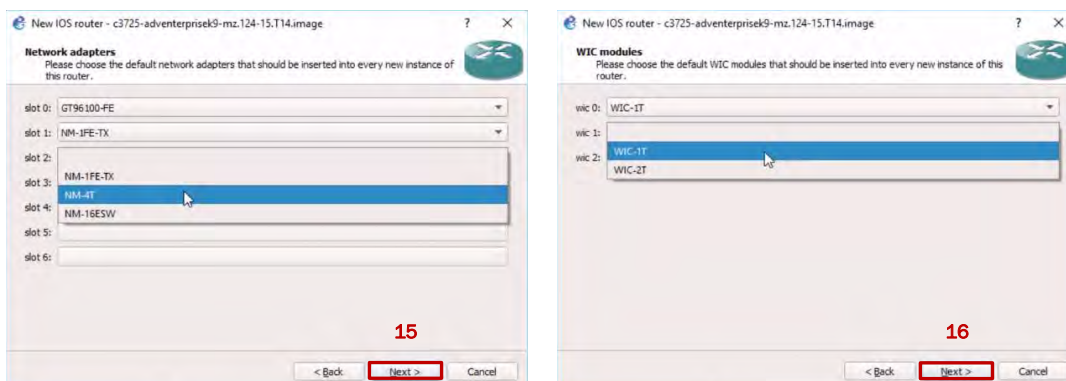 New IOS router - c3725-adventerprisek9-mz.124-15.T14.image ? ×
Network adapters
Please choose the default network adapters that should be inserted into every new instance of
this router.
slot 0: GT96100-FE
slot 1: NM-1FE-TX
slot 2:
NM-1FE-TX
slot 3:
NM-4T
slot 4:
NM-16ESW
slot 5:
slot 6:
15
< Back Next > Cancel
New IOS router - c3725-adventerprisek9-mz.124-15.T14.image ? ×
WIC modules
Please choose the default WIC modules that should be inserted into every new instance of this
router.
wic 0: WIC-1T
wic 1:
WIC-1T
wic 2:
WIC-2T
16
< Back Next > Cancel